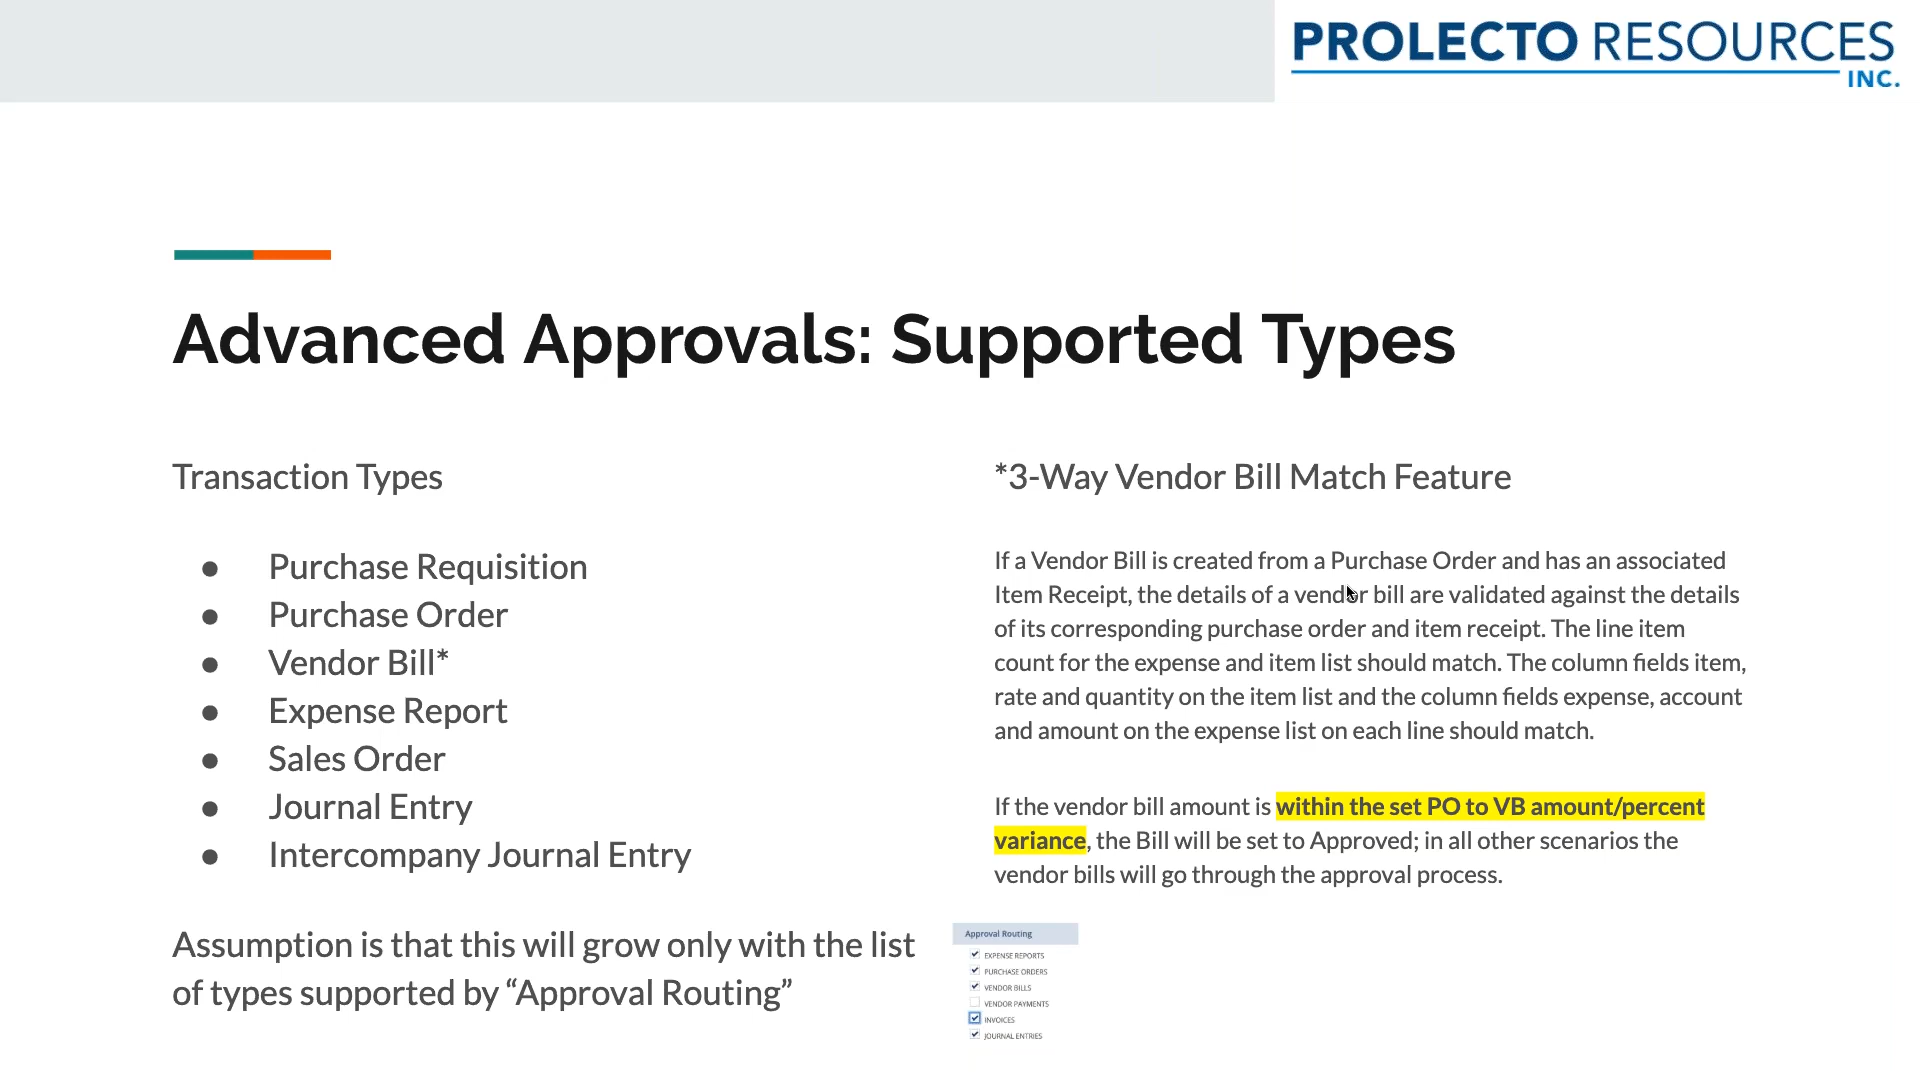 PROLECTO RESOURCES
INC.
Advanced Approvals: Supported Types
Transaction Types
● Purchase Requisition
● Purchase Order
● Vendor Bill*
● Expense Report
● Sales Order
● Journal Entry
● Intercompany Journal Entry
Assumption is that this will grow only with the list
of types supported by “Approval Routing”
*3-Way Vendor Bill Match Feature
If a Vendor Bill is created from a Purchase Order and has an associated
Item Receipt, the details of a vendor bill are validated against the details
of its corresponding purchase order and item receipt. The line item
count for the expense and item list should match. The column fields item,
rate and quantity on the item list and the column fields expense, account
and amount on the expense list on each line should match.
If the vendor bill amount is within the set PO to VB amount/percent
variance, the Bill will be set to Approved; in all other scenarios the
vendor bills will go through the approval process.
Approval Routing
EXPENSE REPORTS
PURCHASE ORDERS
VENDOR BILLS
VENDOR PAYMENTS
INVOICES
JOURNAL ENTRIES